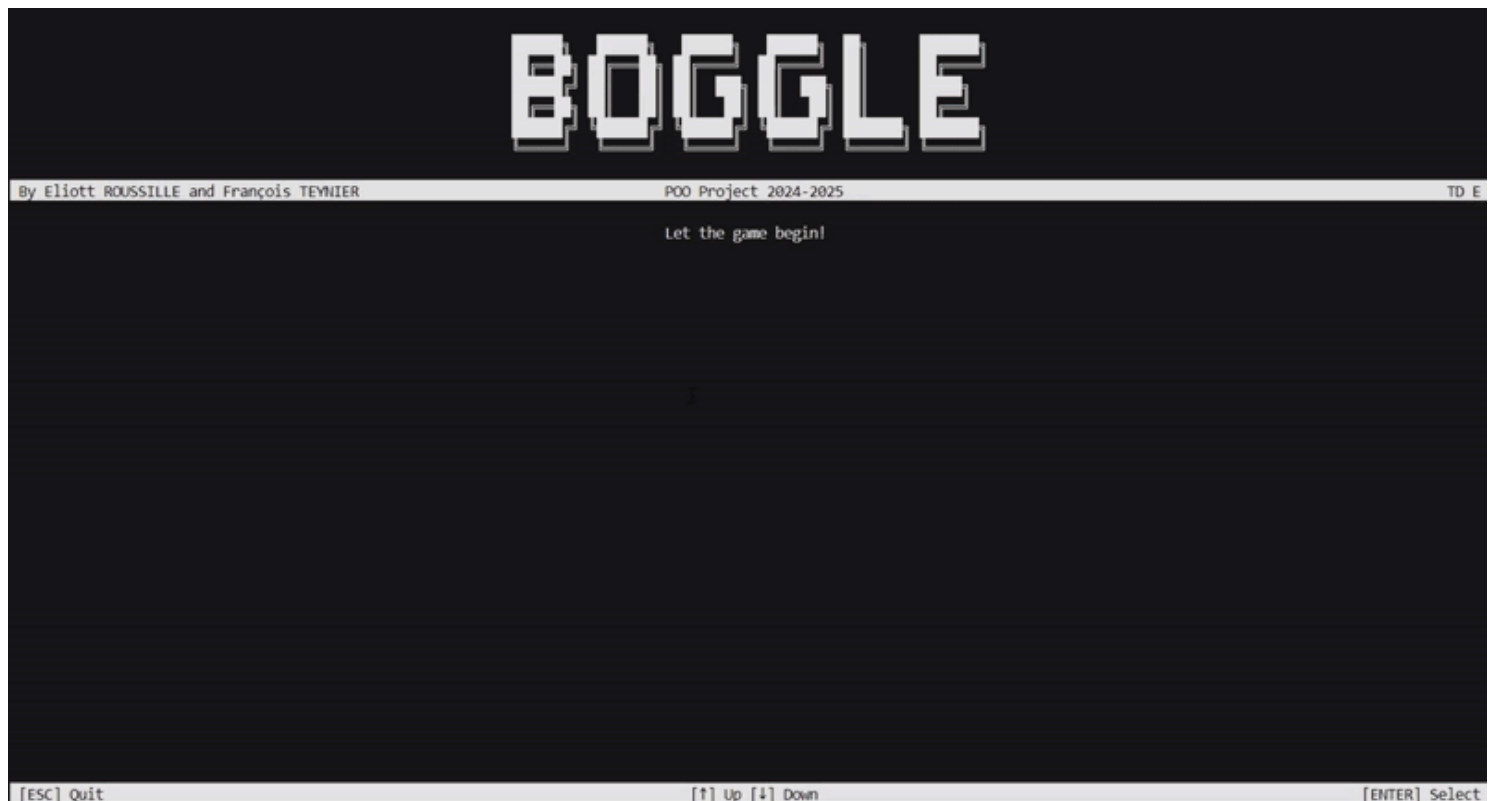 BOGGLE
By Eliott ROUSSILLE and François TEYNIER POO Project 2024-2025 TD E
Let the game begin!
[ESC] Quit [↑] Up [↓] Down [ENTER] Select